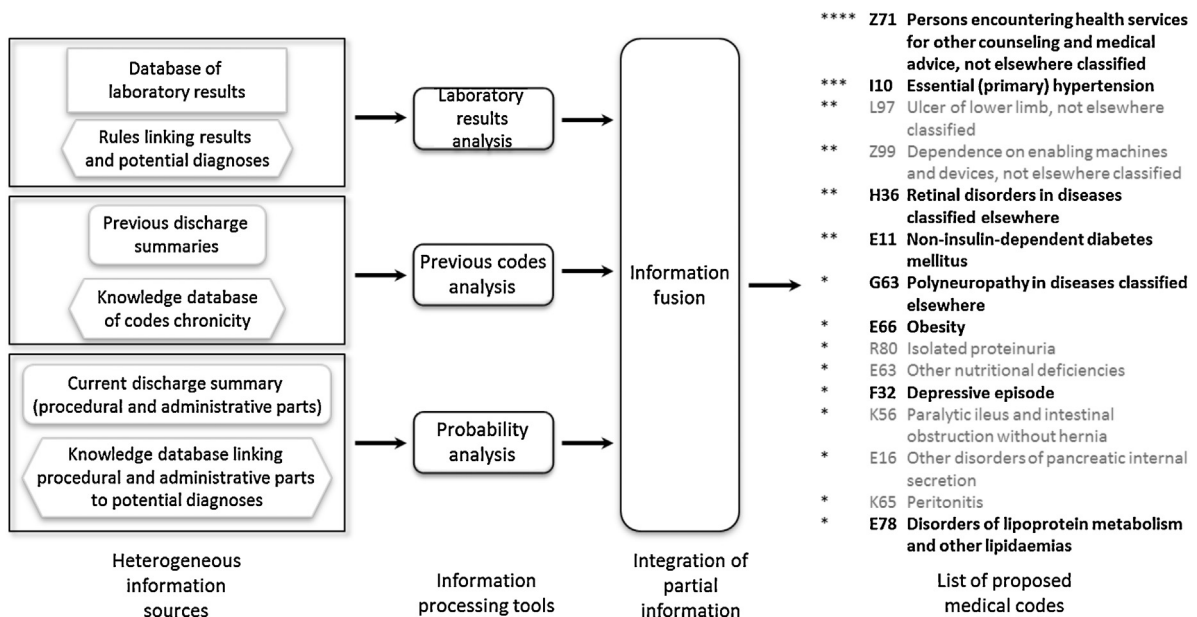 Database of
laboratory results
Rules linking results
and potential diagnoses
Previous discharge
summaries
Knowledge database
of codes chronicity
Current discharge summary
(procedural and administrative parts)
Knowledge database linking
procedural and administrative parts
to potential diagnoses
Heterogeneous
information
sources
Laboratory
results
analysis
Previous codes
analysis
Probability
analysis
Information
processing tools
Information
fusion
Integration of
partial
information
**** Z71 Persons encountering health services
for other counseling and medical
advice, not elsewhere classified
*** I10 Essential (primary) hypertension
** L97 Ulcer of lower limb, not elsewhere
classified
** Z99 Dependence on enabling machines
and devices, not elsewhere classified
** H36 Retinal disorders in diseases
classified elsewhere
** E11 Non-insulin-dependent diabetes
mellitus
* G63 Polyneuropathy in diseases classified
elsewhere
* E66 Obesity
* R80 Isolated proteinuria
* E63 Other nutritional deficiencies
* F32 Depressive episode
* K56 Paralytic ileus and intestinal
obstruction without hernia
* E16 Other disorders of pancreatic internal
secretion
* K65 Peritonitis
* E78 Disorders of lipoprotein metabolism
and other lipidaemias
List of proposed
medical codes